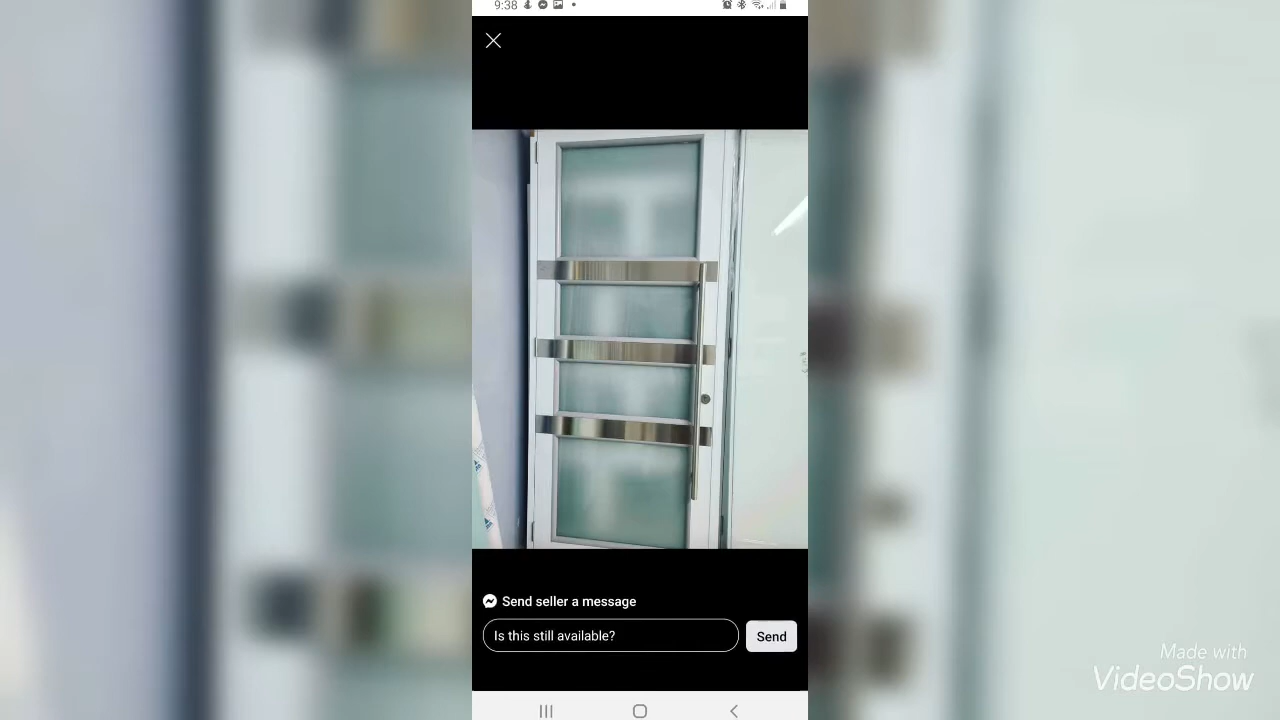 9:38
Send seller a message
Is this still available?
Send
Made with
VideoShow